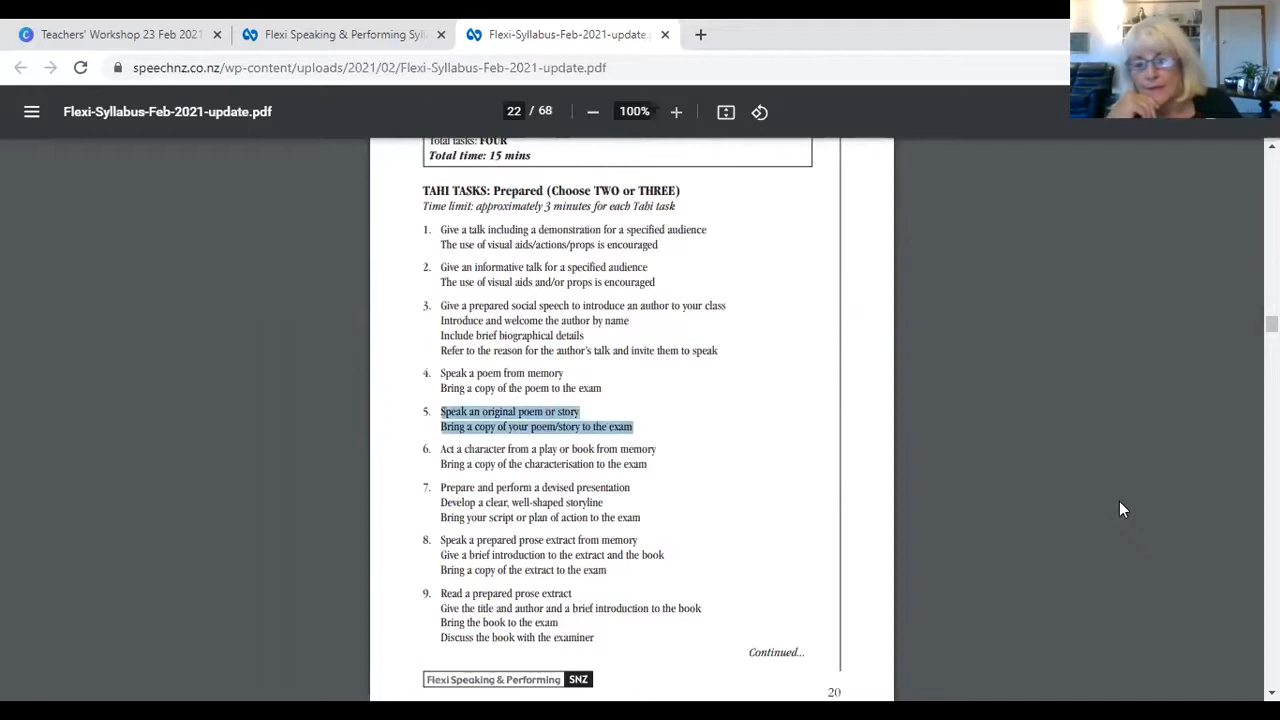 Teachers' Workshop 23 Feb 2021
Flexi Speaking & Performing Syll
Flexi-Syllabus-Feb-2021-update.
speechnz.co.nz/wp-content/uploads/2021/02/Flexi-Syllabus-Feb-2021-update.pdf
Flexi-Syllabus-Feb-2021-update.pdf
22 / 68
100%
Total tasks: FOUR
Total time: 15 mins
TAHI TASKS: Prepared (Choose TWO or THREE)
Time limit: approximately 3 minutes for each Tahi task
1. Give a talk including a demonstration for a specified audience
The use of visual aids/actions/props is encouraged
2. Give an informative talk for a specified audience
The use of visual aids and/or props is encouraged
3. Give a prepared social speech to introduce an author to your class
Introduce and welcome the author by name
Include brief biographical details
Refer to the reason for the author's talk and invite them to speak
4. Speak a poem from memory
Bring a copy of the poem to the exam
5. Speak an original poem or story
Bring a copy of your poem/story to the exam
6. Act a character from a play or book from memory
Bring a copy of the characterisation to the exam
7. Prepare and perform a devised presentation
Develop a clear, well-shaped storyline
Bring your script or plan of action to the exam
8. Speak a prepared prose extract from memory
Give a brief introduction to the extract and the book
Bring a copy of the extract to the exam
9. Read a prepared prose extract
Give the title and author and a brief introduction to the book
Bring the book to the exam
Discuss the book with the examiner
Continued...
Flexi Speaking & Performing SNZ
20